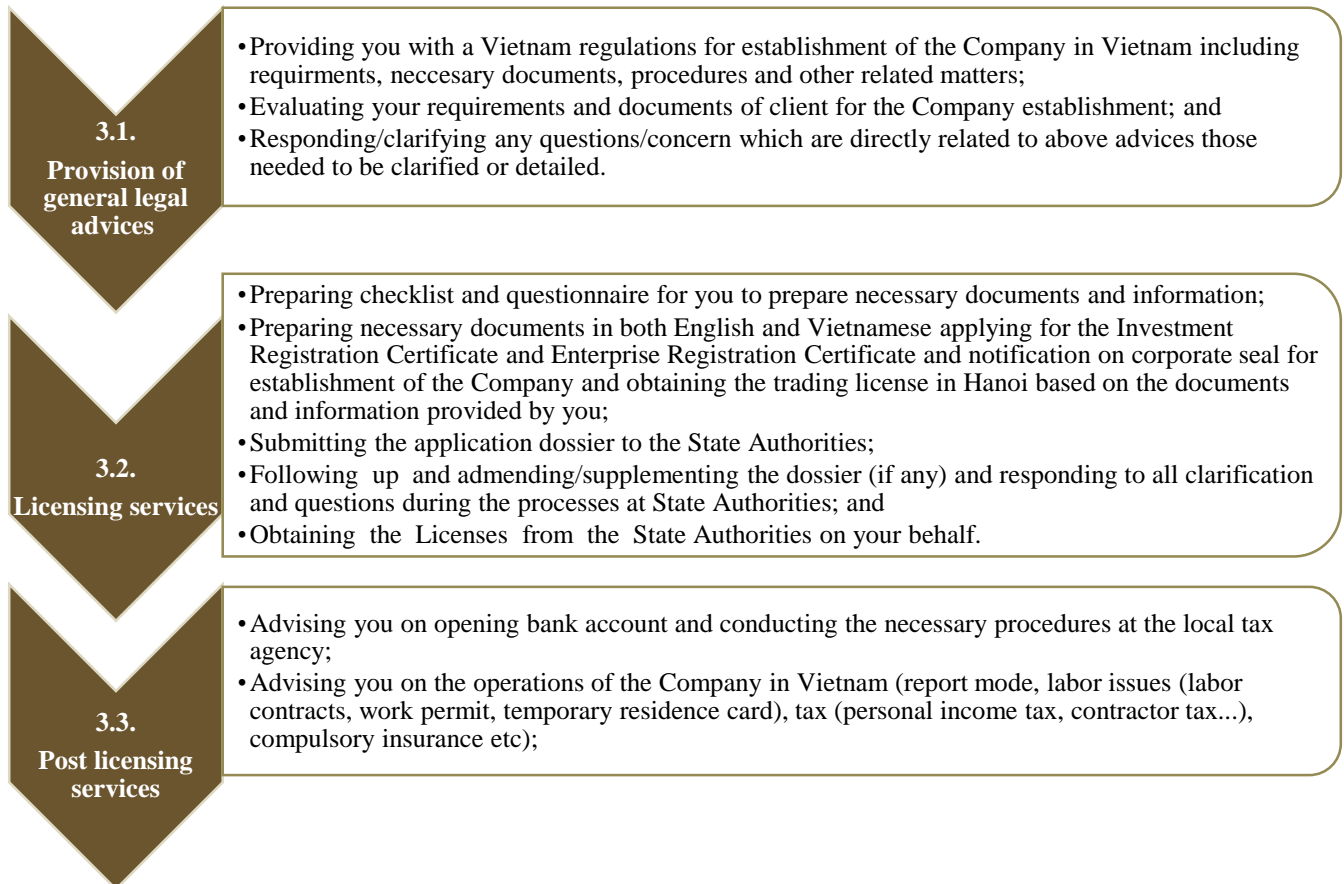 3.1.
Provision of
general legal
advices
•Providing you with a Vietnam regulations for establishment of the Company in Vietnam including
requirments, neccesary documents, procedures and other related matters;
•Evaluating your requirements and documents of client for the Company establishment; and
•Responding/clarifying any questions/concern which are directly related to above advices those
needed to be clarified or detailed.
3.2.
Licensing services
•Preparing checklist and questionnaire for you to prepare necessary documents and information;
•Preparing necessary documents in both English and Vietnamese applying for the Investment
Registration Certificate and Enterprise Registration Certificate and notification on corporate seal for
establishment of the Company and obtaining the trading license in Hanoi based on the documents
and information provided by you;
•Submitting the application dossier to the State Authorities;
•Following up and admending/supplementing the dossier (if any) and responding to all clarification
and questions during the processes at State Authorities; and
•Obtaining the Licenses from the State Authorities on your behalf.
3.3.
Post licensing
services
•Advising you on opening bank account and conducting the necessary procedures at the local tax
agency;
•Advising you on the operations of the Company in Vietnam (report mode, labor issues (labor
contracts, work permit, temporary residence card), tax (personal income tax, contractor tax...),
compulsory insurance etc);